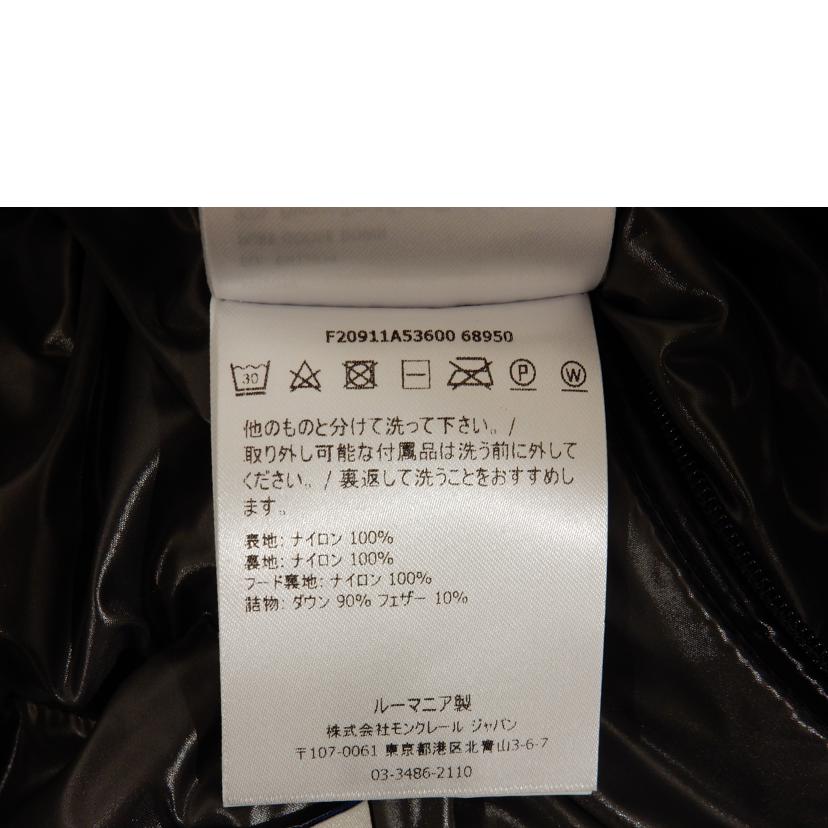 F20911A53600 68950
30 P W
他のものと分けて洗って下さい。/
取り外し可能な付属品は洗う前に外して
ください。/ 裏返して洗うことをおすすめし
ます。
表地: ナイロン 100%
裏地: ナイロン 100%
フード裏地: ナイロン 100%
詰物: ダウン 90% フェザー 10%
ルーマニア製
株式会社モンクレール ジャパン
〒107-0061 東京都港区北青山3-6-7
03-3486-2110